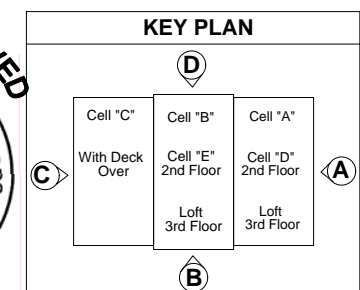 KEY PLAN
D
Cell "C"
With Deck
Over
Cell "B"
Cell "E"
2nd Floor
Loft
3rd Floor
Cell "A"
Cell "D"
2nd Floor
Loft
3rd Floor
C
A
B